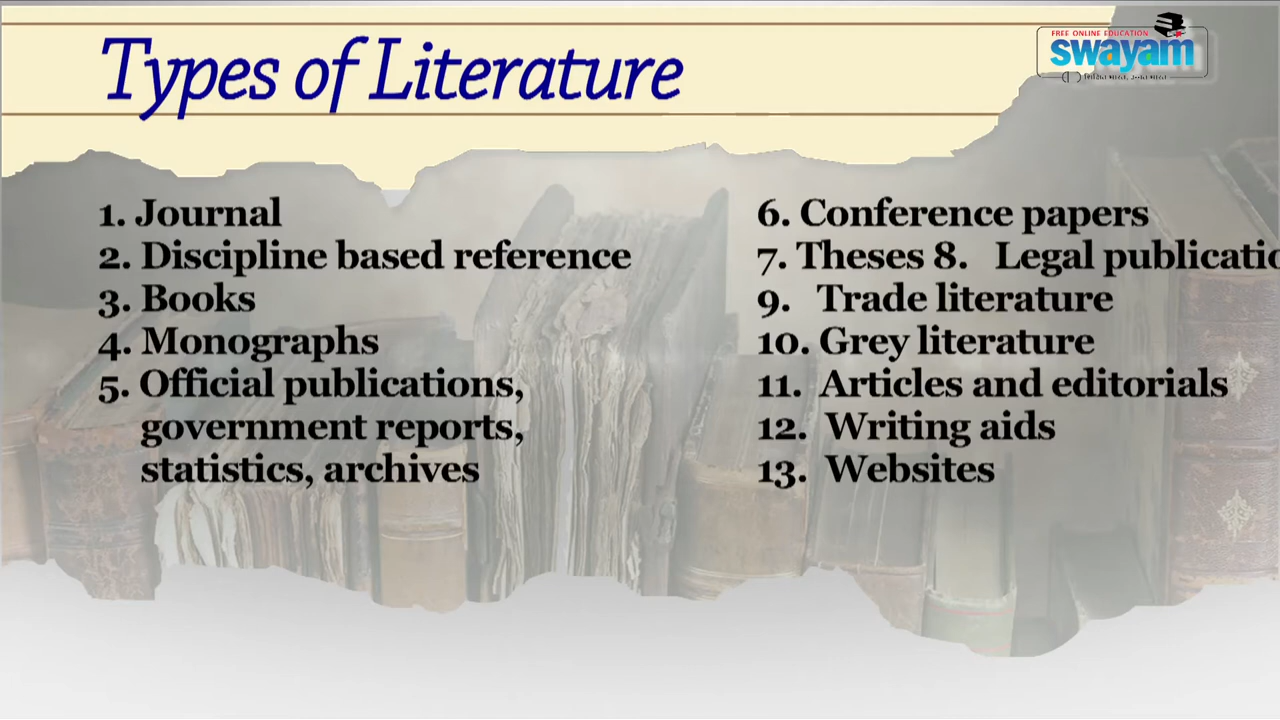 Types of Literature
FREE ONLINE EDUCATION
swayam
1. Journal
2. Discipline based reference
3. Books
4. Monographs
5. Official publications,
government reports,
statistics, archives
6. Conference papers
7. Theses 8. Legal
9. Trade literature
10. Grey literature
11. Articles and editorials
12. Writing aids
13. Websites